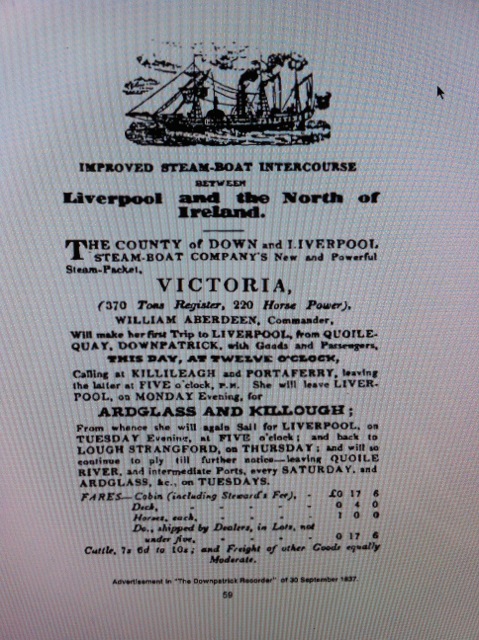 IMPROVED STEAM-BOAT INTERCOURSE
BETWEEN
Liverpool and the North of
Ireland.
THE COUNTY of DOWN and LIVERPOOL
STEAM-BOAT COMPANY'S New and Powerful
Steam-Packet,
VICTORIA,
(370 Tons Register, 220 Horse Power),
WILLIAM ABERDEEN, Commander,
Will make her first Trip to LIVERPOOL, from QUOILE-
QUAY, DOWNPATRICK, with Goods and Passengers,
THIS DAY, AT TWELVE O'CLOCK,
Calling at KILLILEAGH and PORTAFERRY, leaving
the latter at FIVE o'clock, P.M. She will leave LIVER-
POOL, on MONDAY Evening, for
ARDGLASS AND KILLOUGH;
From whence she will again Sail for LIVERPOOL, on
TUESDAY Evening, at FIVE o'clock; and back to
LOUGH STRANGFORD, on THURSDAY; and will so
continue to ply till further notice—leaving QUOILE
RIVER, and intermediate Ports, every SATURDAY, and
ARDGLASS, &c., on TUESDAYS.
FARES—Cabin (including Steward's Fee), - £0 17 6
Deck, - - - - - 0 4 0
Horses, each, - - - - 1 0 0
Do., shipped by Dealers, in Lots, not
under five, - - - - 0 17 6
Cattle, 7s 6d to 10s; and Freight of other Goods equally
Moderate.
Advertisement in "The Downpatrick Recorder" of 30 September 1837.
59